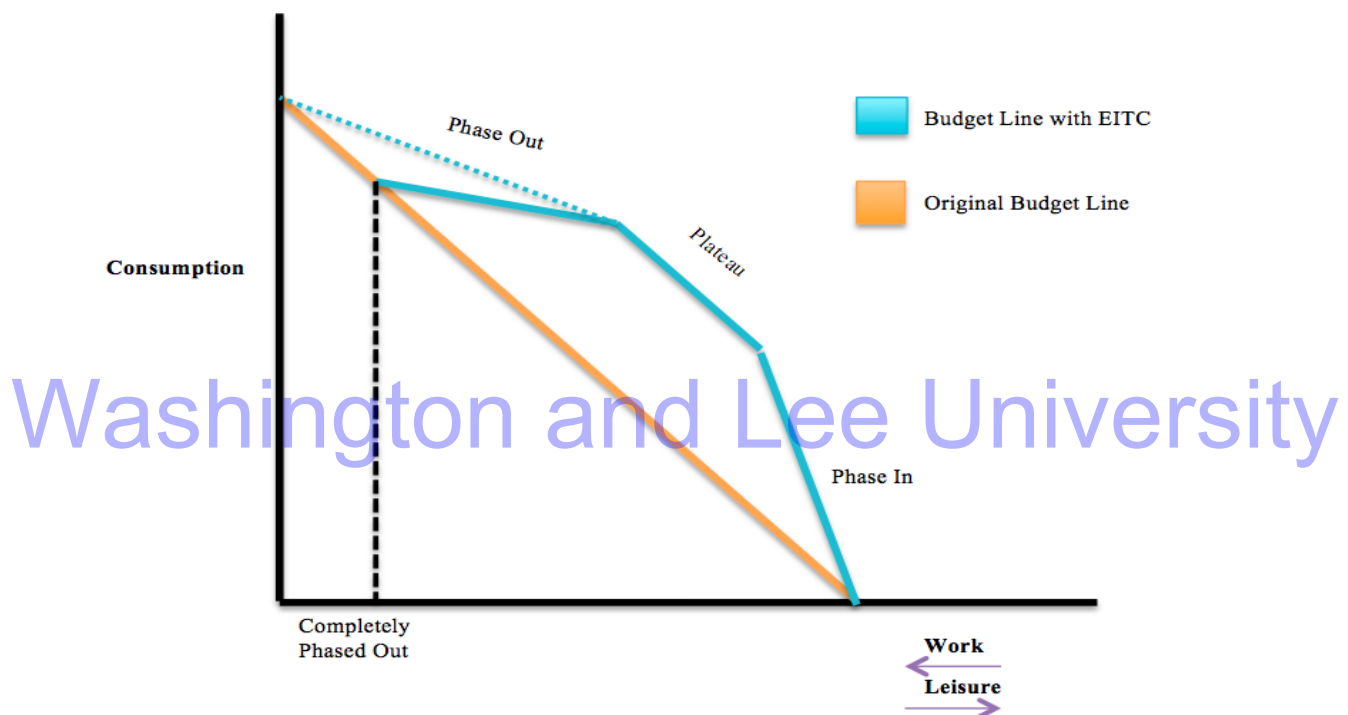 Phase Out
Budget Line with EITC
Original Budget Line
Plateau
Consumption
Washington and Lee University
Phase In
Completely
Phased Out
Work
Leisure